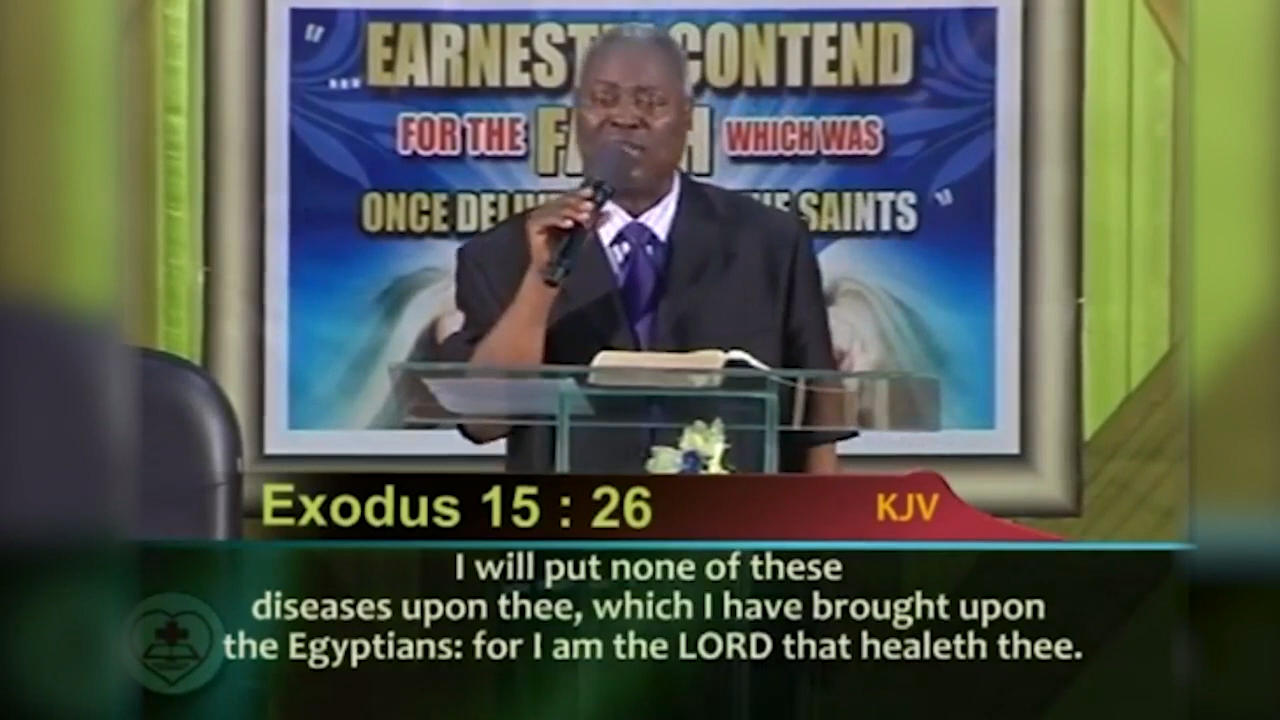 "
... EARNEST CONTEND
FOR THE FA H WHICH WAS
ONCE DELIV SAINTS "
Exodus 15 : 26
KJV
I will put none of these
diseases upon thee, which I have brought upon
the Egyptians: for I am the LORD that healeth thee.